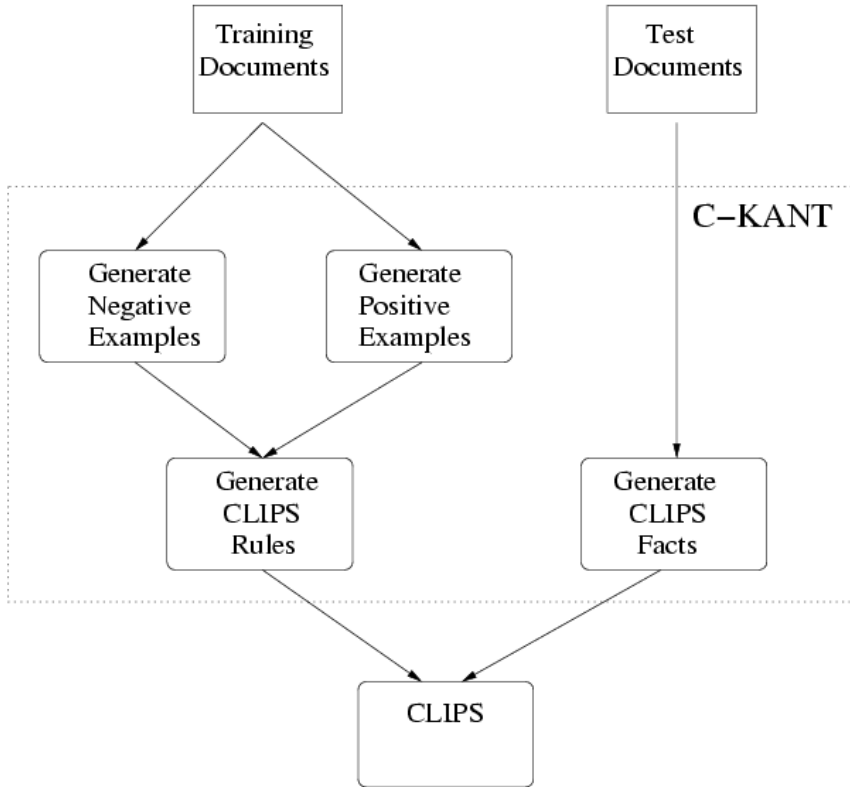 Training
Documents
Test
Documents
C–KANT
Generate
Negative
Examples
Generate
Positive
Examples
Generate
CLIPS
Rules
Generate
CLIPS
Facts
CLIPS